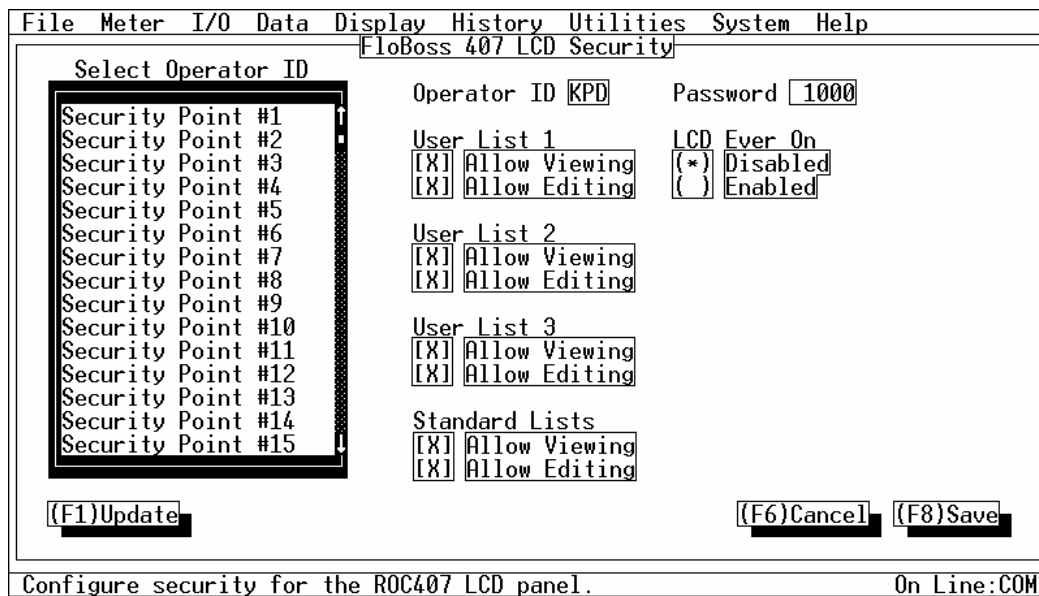 File Meter I/O Data Display History Utilities System Help
FloBoss 407 LCD Security
Select Operator ID
Security Point #1
Security Point #2
Security Point #3
Security Point #4
Security Point #5
Security Point #6
Security Point #7
Security Point #8
Security Point #9
Security Point #10
Security Point #11
Security Point #12
Security Point #13
Security Point #14
Security Point #15
Operator ID KPD Password 1000
User List 1
[X] Allow Viewing
[X] Allow Editing
LCD Ever On
(*) Disabled
( ) Enabled
User List 2
[X] Allow Viewing
[X] Allow Editing
User List 3
[X] Allow Viewing
[X] Allow Editing
Standard Lists
[X] Allow Viewing
[X] Allow Editing
(F1)Update (F6)Cancel (F8)Save
Configure security for the ROC407 LCD panel. On Line:COM